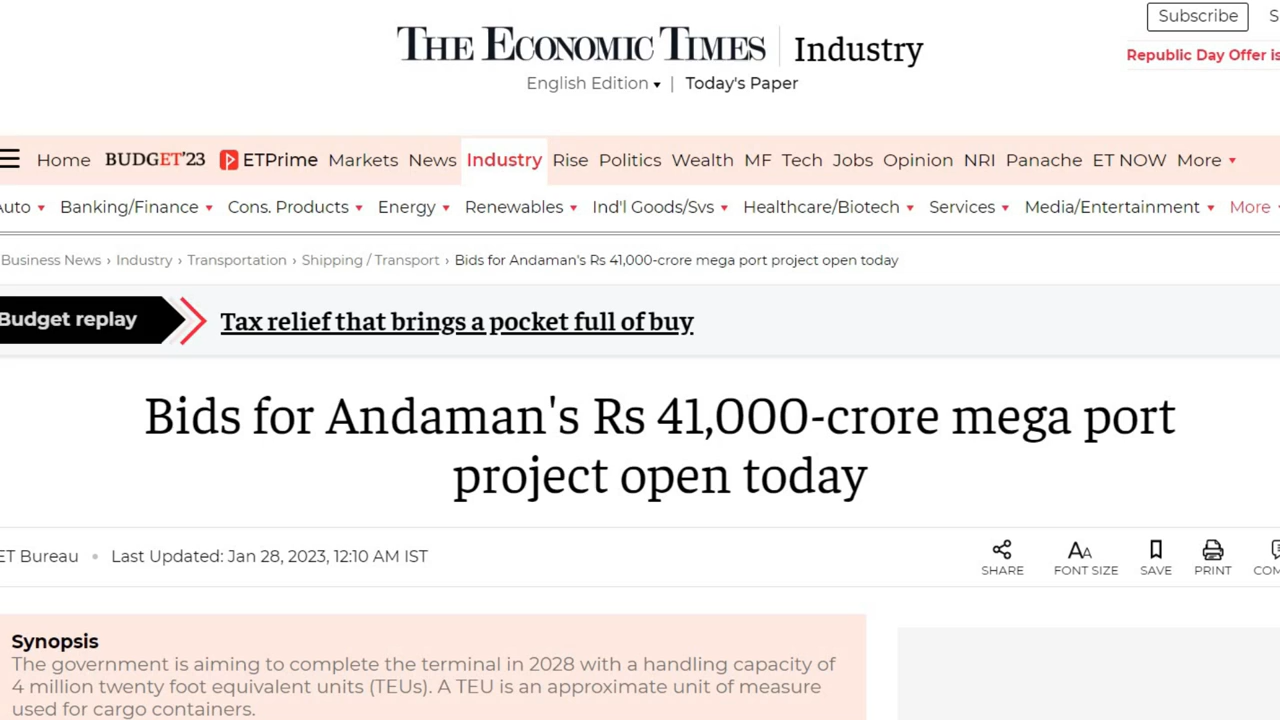 Subscribe
S
THE ECONOMIC TIMES Industry
Republic Day Offer is
English Edition | Today's Paper
Home BUDGET'23 ETPrime Markets News Industry Rise Politics Wealth MF Tech Jobs Opinion NRI Panache ET NOW More
Auto Banking/Finance Cons. Products Energy Renewables Ind'l Goods/Svs Healthcare/Biotech Services Media/Entertainment More
Business News › Industry › Transportation › Shipping / Transport › Bids for Andaman's Rs 41,000-crore mega port project open today
Budget replay
Tax relief that brings a pocket full of buy
Bids for Andaman's Rs 41,000-crore mega port
project open today
ET Bureau • Last Updated: Jan 28, 2023, 12:10 AM IST
SHARE AA FONT SIZE SAVE PRINT COM
Synopsis
The government is aiming to complete the terminal in 2028 with a handling capacity of
4 million twenty foot equivalent units (TEUs). A TEU is an approximate unit of measure
used for cargo containers.